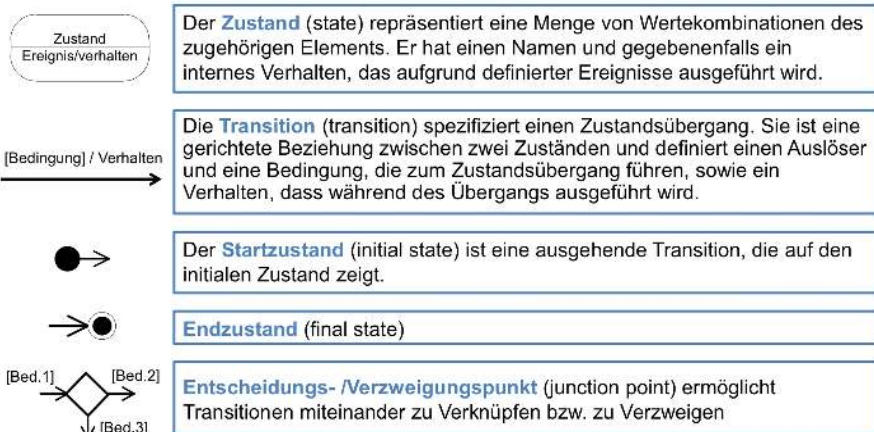 Zustand
Ereignis/verhalten
Der Zustand (state) repräsentiert eine Menge von Wertekombinationen des
zugehörigen Elements. Er hat einen Namen und gegebenenfalls ein
internes Verhalten, das aufgrund definierter Ereignisse ausgeführt wird.
[Bedingung] / Verhalten
Die Transition (transition) spezifiziert einen Zustandsübergang. Sie ist eine
gerichtete Beziehung zwischen zwei Zuständen und definiert einen Auslöser
und eine Bedingung, die zum Zustandsübergang führen, sowie ein
Verhalten, dass während des Übergangs ausgeführt wird.
Der Startzustand (initial state) ist eine ausgehende Transition, die auf den
initialen Zustand zeigt.
Endzustand (final state)
[Bed.1]
[Bed.2]
[Bed.3]
Entscheidungs- /Verzweigungspunkt (junction point) ermöglicht
Transitionen miteinander zu Verknüpfen bzw. zu Verzweigen